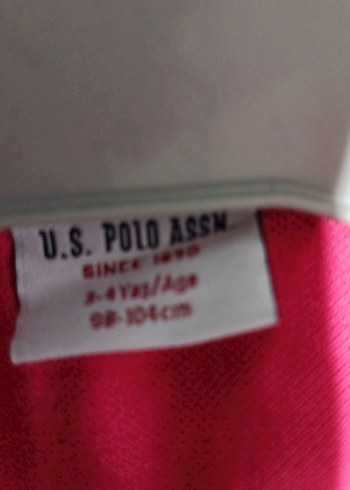 U.S. POLO ASSN.
SINCE 1890
3-4 Yaş/Age
98-104cm